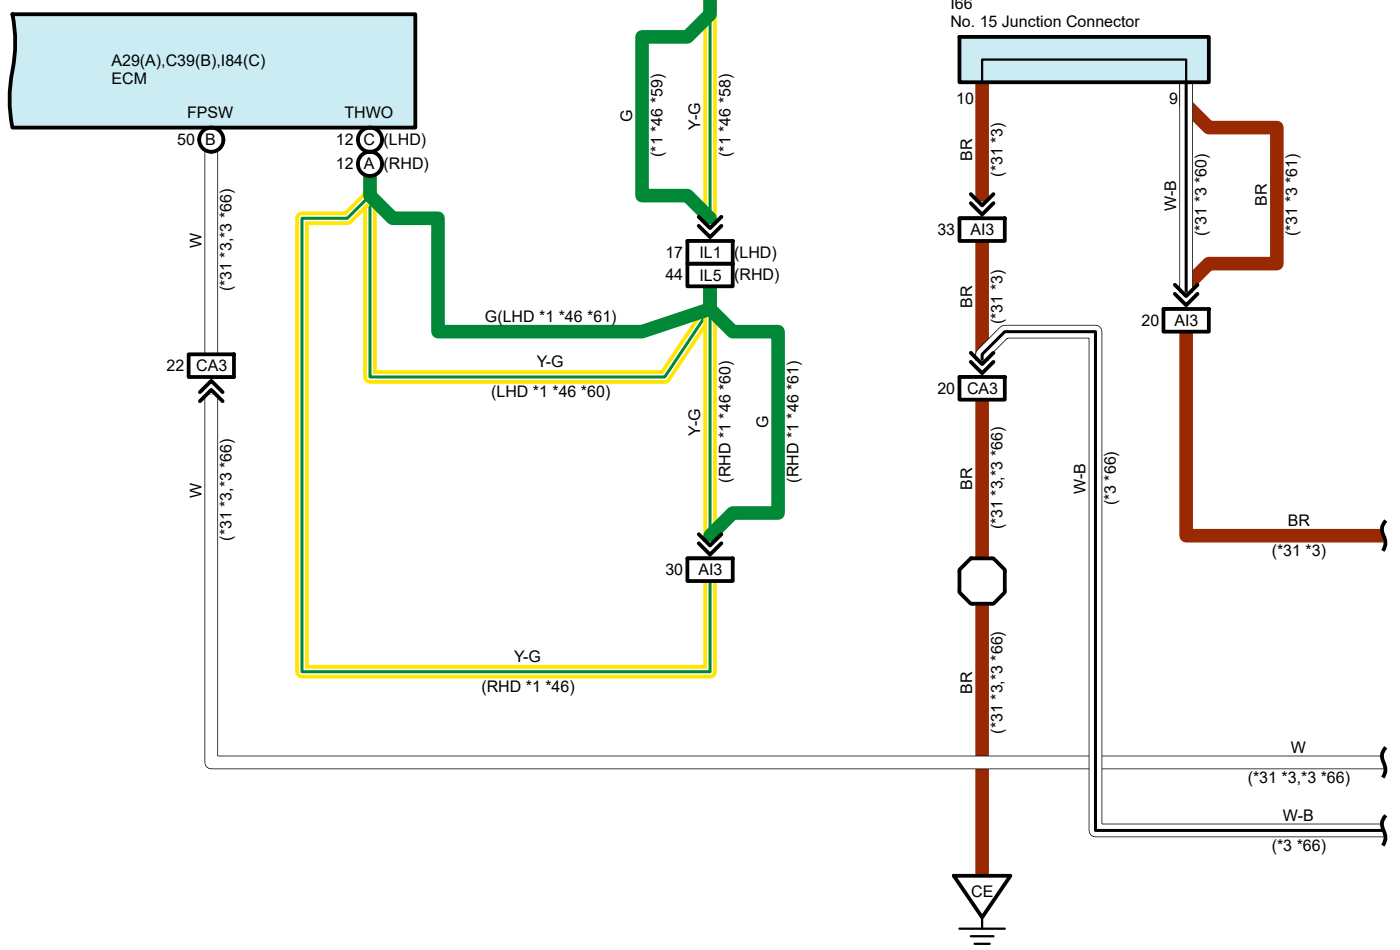 A29(A),C39(B),I84(C)
ECM
FPSW
THWO
50 B
12 C (LHD)
12 A (RHD)
W
(*31 *3,*3 *66)
22 CA3
W
(*31 *3,*3 *66)
G
(*1 *46 *59)
Y-G
(*1 *46 *58)
17 IL1 (LHD)
44 IL5 (RHD)
G(LHD *1 *46 *61)
Y-G
(LHD *1 *46 *60)
Y-G
(RHD *1 *46 *60)
G
(RHD *1 *46 *61)
30 AI3
Y-G
(RHD *1 *46)
I66
No. 15 Junction Connector
10
9
BR
(*31 *3)
33 AI3
BR
(*31 *3)
W-B
(*31 *3 *60)
BR
(*31 *3 *61)
20 AI3
20 CA3
BR
(*31 *3,*3 *66)
W-B
(*3 *66)
BR
(*31 *3)
BR
(*31 *3,*3 *66)
W
(*31 *3,*3 *66)
W-B
(*3 *66)
CE